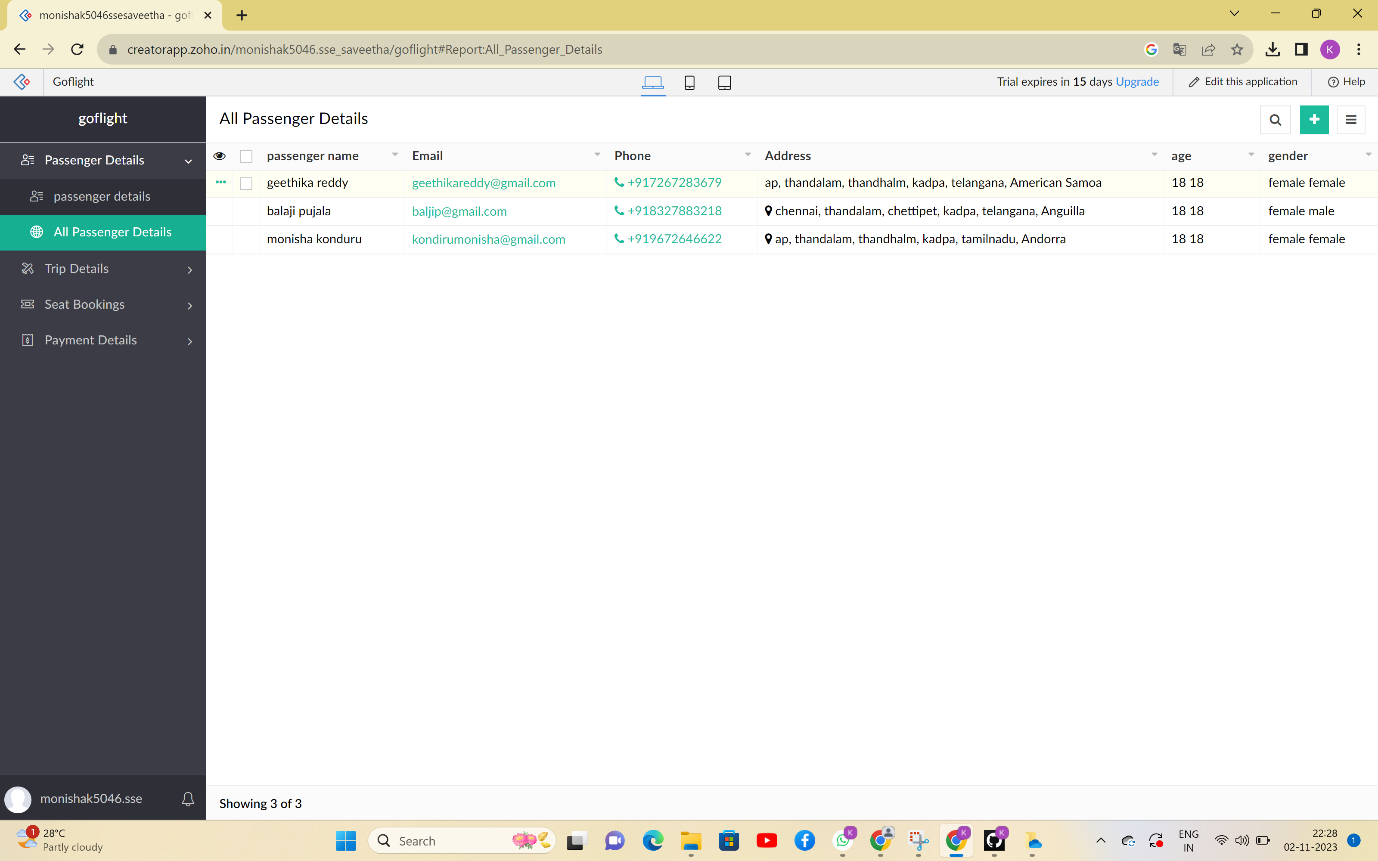 monishak5046ssesaveetha - gofl
creatorapp.zoho.in/monishak5046.sse_saveetha/goflight#Report:All_Passenger_Details
K
Goflight
Trial expires in 15 days Upgrade
Edit this application
Help
goflight
Passenger Details
passenger details
All Passenger Details
Trip Details
Seat Bookings
Payment Details
monishak5046.sse
All Passenger Details
passenger name Email Phone Address age gender
geethika reddy geethikareddy@gmail.com +917267283679 ap, thandalam, thandhalm, kadpa, telangana, American Samoa 18 18 female female
balaji pujala baljip@gmail.com +918327883218 chennai, thandalam, chettipet, kadpa, telangana, Anguilla 18 18 female male
monisha konduru kondirumonisha@gmail.com +919672646622 ap, thandalam, thandhalm, kadpa, tamilnadu, Andorra 18 18 female female
Showing 3 of 3
1
28°C
Partly cloudy
Search
K
K
K
ENG
IN
22:28
02-11-2023
1